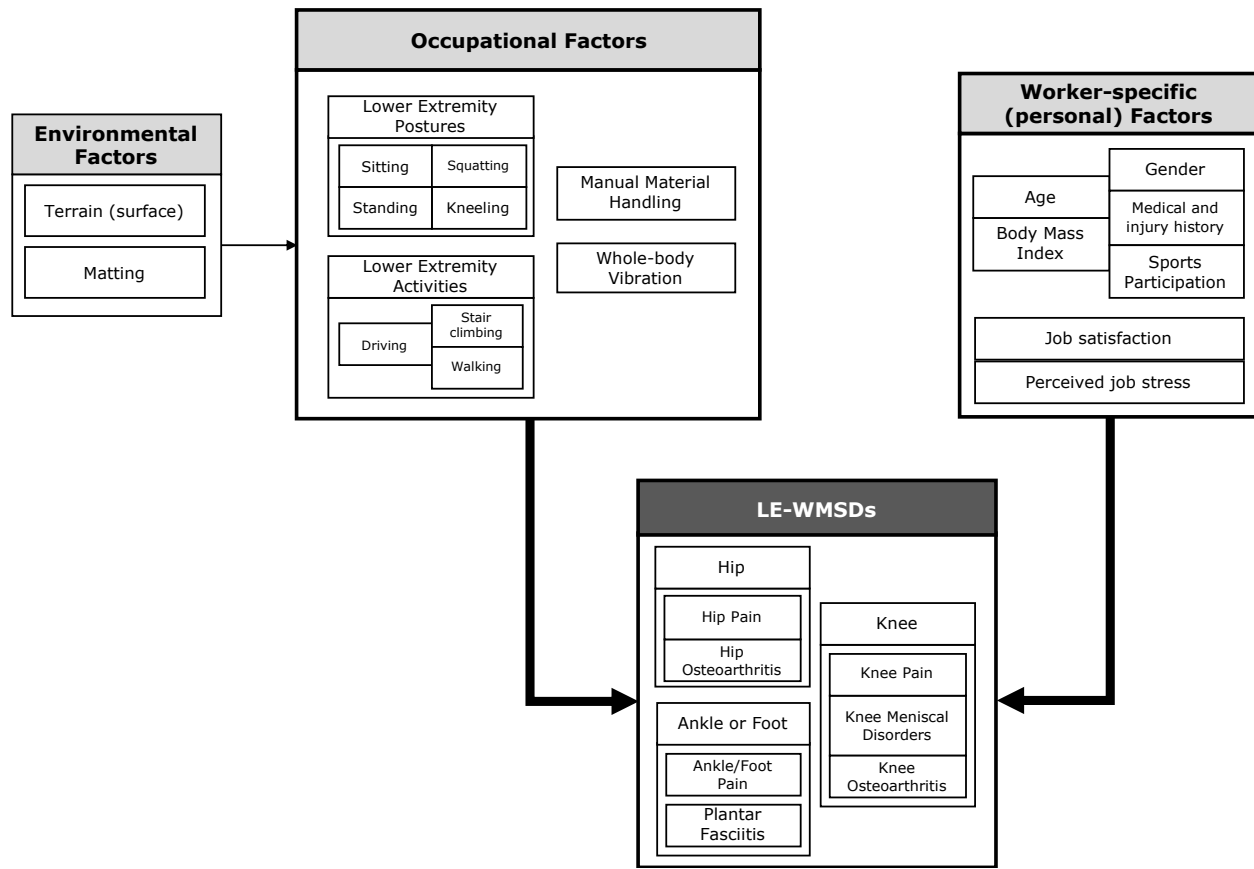 Environmental
Factors
Terrain (surface)
Matting
Occupational Factors
Lower Extremity
Postures
Sitting
Squatting
Standing
Kneeling
Lower Extremity
Activities
Driving
Stair
climbing
Walking
Manual Material
Handling
Whole-body
Vibration
Worker-specific
(personal) Factors
Age
Body Mass
Index
Gender
Medical and
injury history
Sports
Participation
Job satisfaction
Perceived job stress
LE-WMSDs
Hip
Hip Pain
Hip
Osteoarthritis
Ankle or Foot
Ankle/Foot
Pain
Plantar
Fasciitis
Knee
Knee Pain
Knee Meniscal
Disorders
Knee
Osteoarthritis